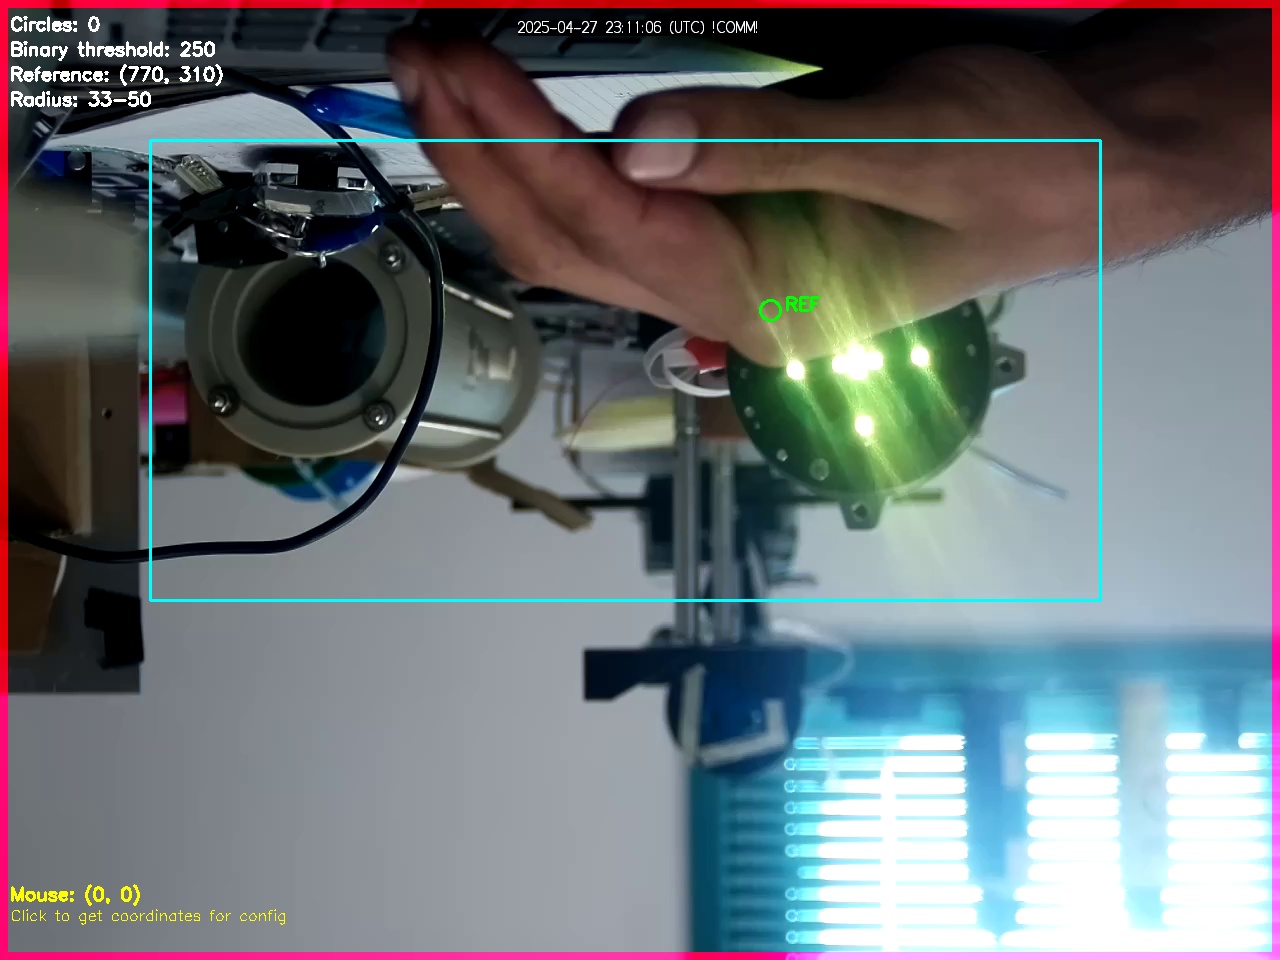 Circles: 0
2025-04-27 23:11:06 (UTC) !COMM!
Binary threshold: 250
Reference: (770, 310)
Radius: 33-50
REF
Mouse: (0, 0)
Click to get coordinates for config